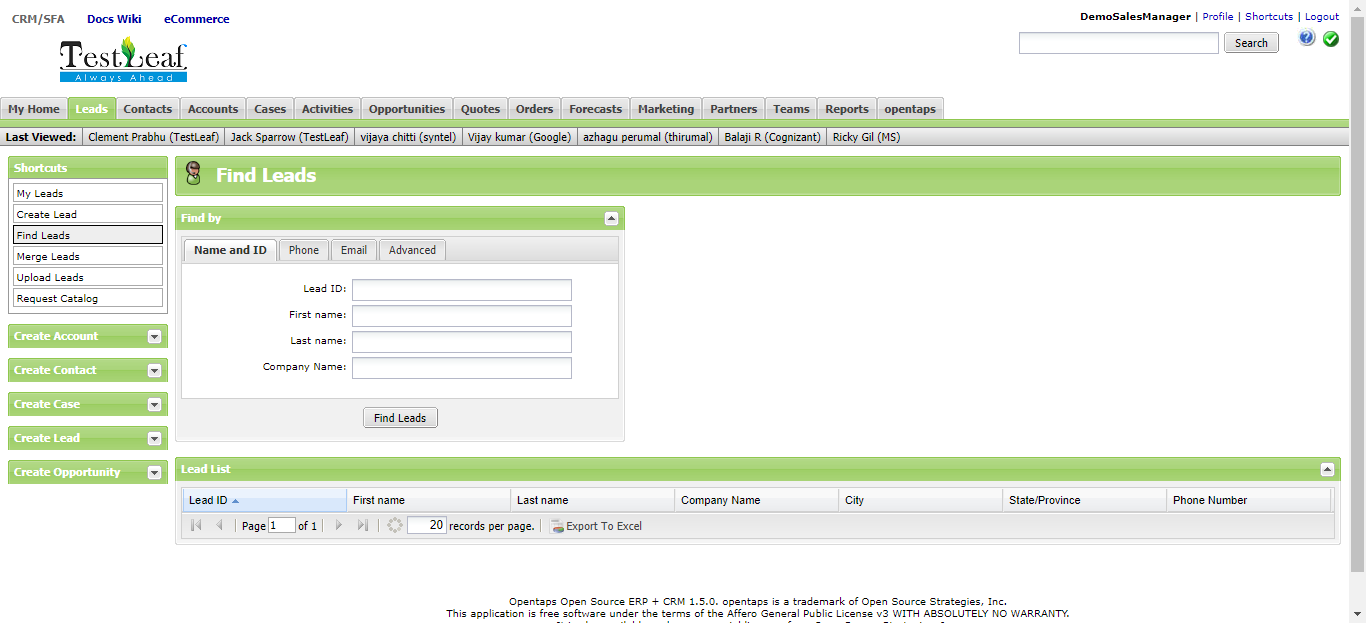 CRM/SFA Docs Wiki eCommerce
DemoSalesManager | Profile | Shortcuts | Logout
TestLeaf
Always Ahead
Search
My Home Leads Contacts Accounts Cases Activities Opportunities Quotes Orders Forecasts Marketing Partners Teams Reports opentaps
Last Viewed: Clement Prabhu (TestLeaf) Jack Sparrow (TestLeaf) vijaya chitti (syntel) Vijay kumar (Google) azhagu perumal (thirumal) Balaji R (Cognizant) Ricky Gil (MS)
Shortcuts
My Leads
Create Lead
Find Leads
Merge Leads
Upload Leads
Request Catalog
Create Account
Create Contact
Create Case
Create Lead
Create Opportunity
Find Leads
Find by
Name and ID Phone Email Advanced
Lead ID:
First name:
Last name:
Company Name:
Find Leads
Lead List
Lead ID First name Last name Company Name City State/Province Phone Number
Page 1 of 1 20 records per page. Export To Excel
Opentaps Open Source ERP + CRM 1.5.0. opentaps is a trademark of Open Source Strategies, Inc.
This application is free software under the terms of the Affero General Public License v3 WITH ABSOLUTELY NO WARRANTY.